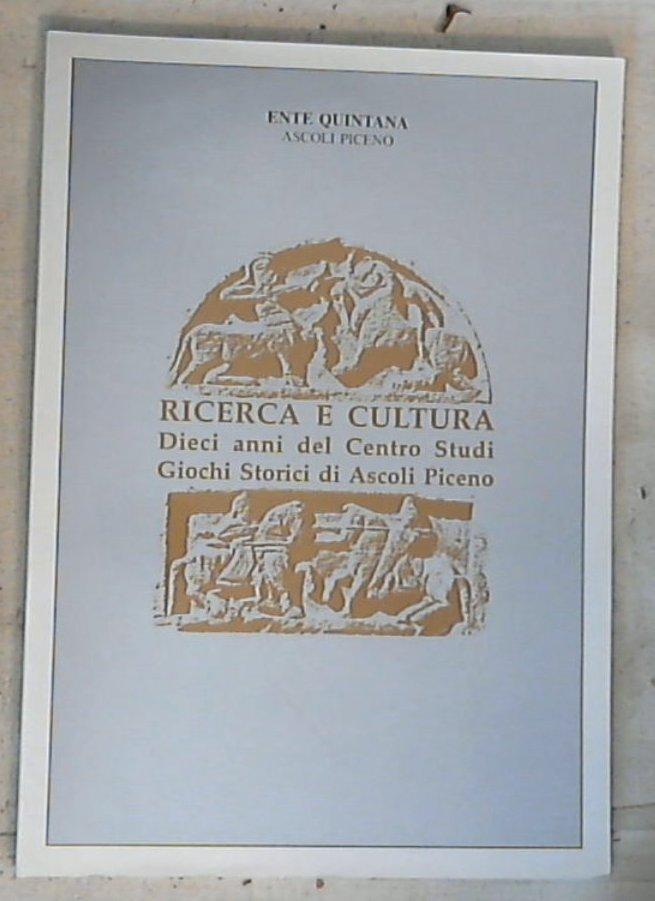 ENTE QUINTANA
ASCOLI PICENO
RICERCA E CULTURA
Dieci anni del Centro Studi
Giochi Storici di Ascoli Piceno